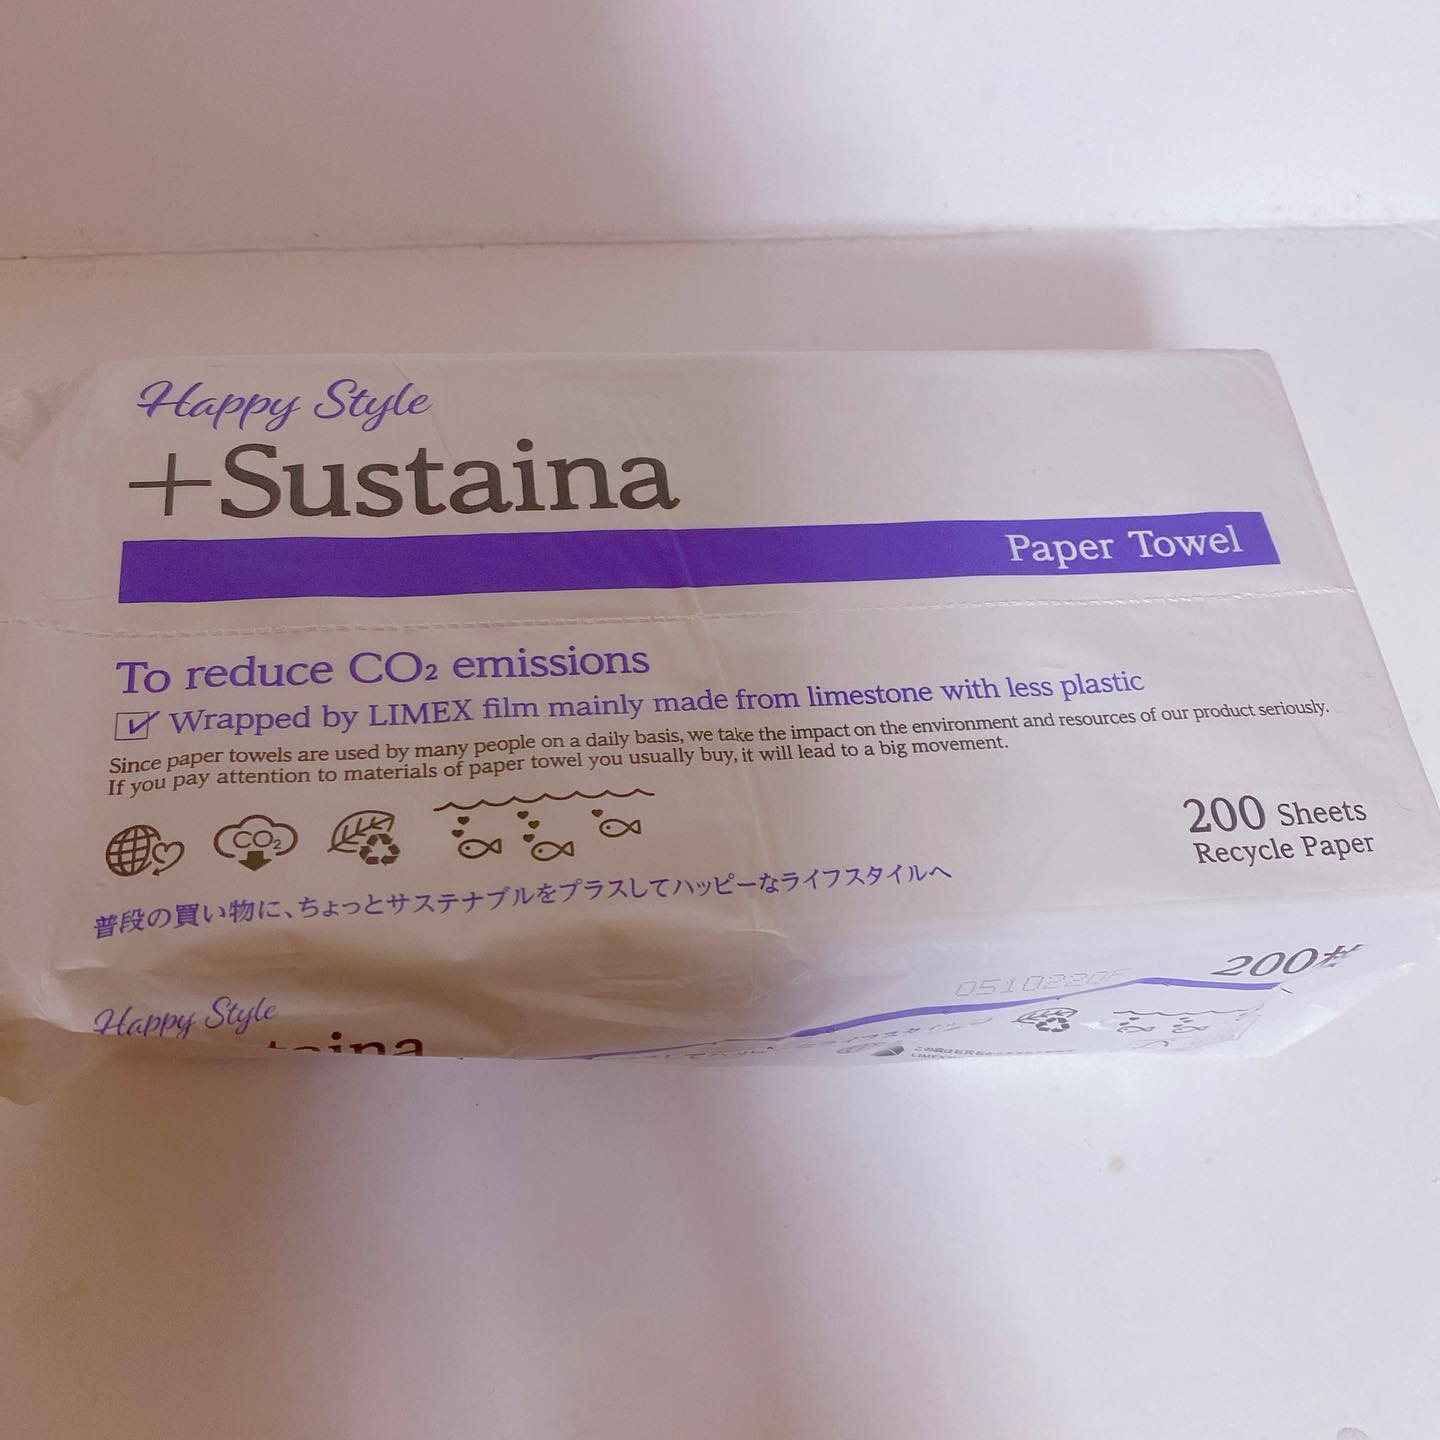 Happy Style
+Sustaina
Paper Towel
To reduce CO₂ emissions
Wrapped by LIMEX film mainly made from limestone with less plastic
Since paper towels are used by many people on a daily basis, we take the impact on the environment and resources of our product seriously.
If you pay attention to materials of paper towel you usually buy, it will lead to a big movement.
CO₂
200 Sheets
Recycle Paper
普段の買い物に、ちょっとサステナブルをプラスしてハッピーなライフスタイルへ
0510220F
200
Happy Style
LIMEX